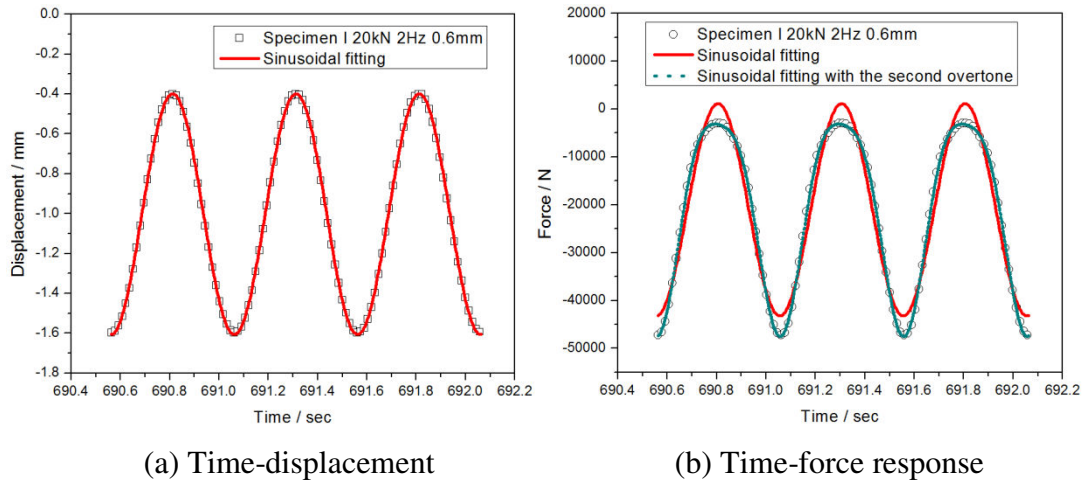 0.0
-0.2
-0.4
-0.6
-0.8
-1.0
-1.2
-1.4
-1.6
-1.8
Displacement / mm
Specimen I 20kN 2Hz 0.6mm
Sinusoidal fitting
690.4 690.6 690.8 691.0 691.2 691.4 691.6 691.8 692.0 692.2
Time / sec
(a) Time-displacement
20000
10000
0
-10000
-20000
-30000
-40000
-50000
Force / N
Specimen I 20kN 2Hz 0.6mm
Sinusoidal fitting
Sinusoidal fitting with the second overtone
690.4 690.6 690.8 691.0 691.2 691.4 691.6 691.8 692.0 692.2
Time / sec
(b) Time-force response